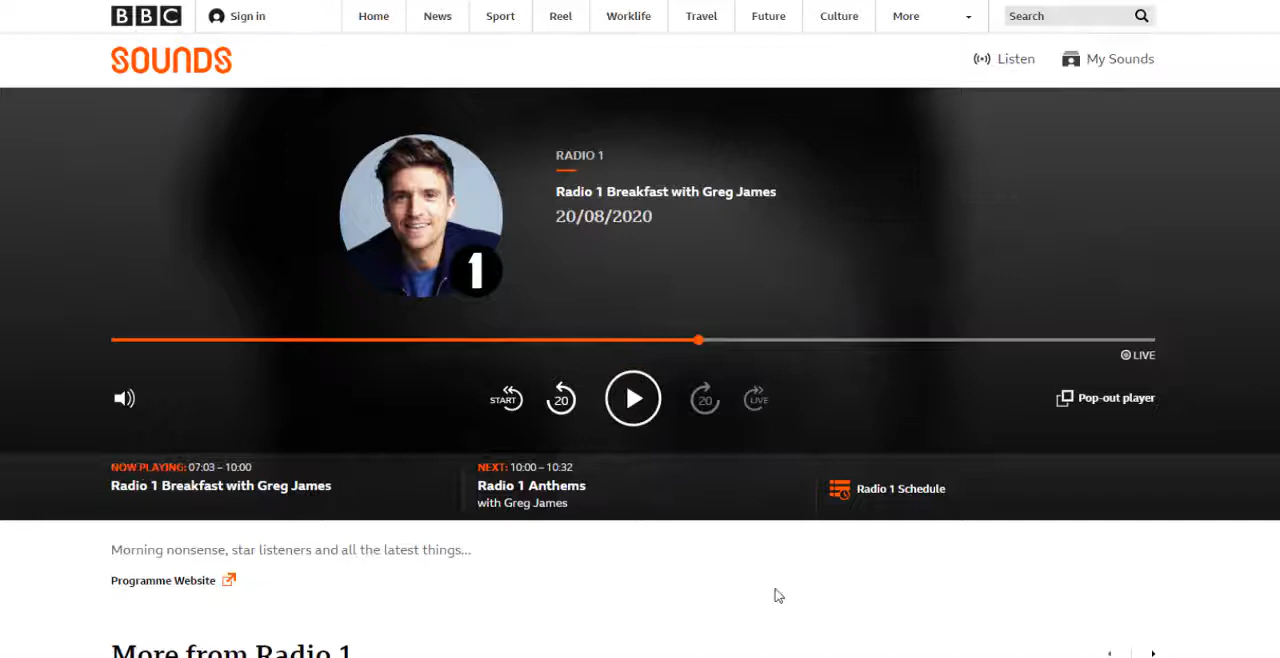 BBC Sign in Home News Sport Reel Worklife Travel Future Culture More Search
SOUNDS Listen My Sounds
RADIO 1
Radio 1 Breakfast with Greg James
20/08/2020
1
LIVE
START 20 20 LIVE Pop-out player
NOW PLAYING: 07:03 – 10:00
Radio 1 Breakfast with Greg James
NEXT: 10:00 – 10:32
Radio 1 Anthems
with Greg James
Radio 1 Schedule
Morning nonsense, star listeners and all the latest things...
Programme Website
More from Radio 1